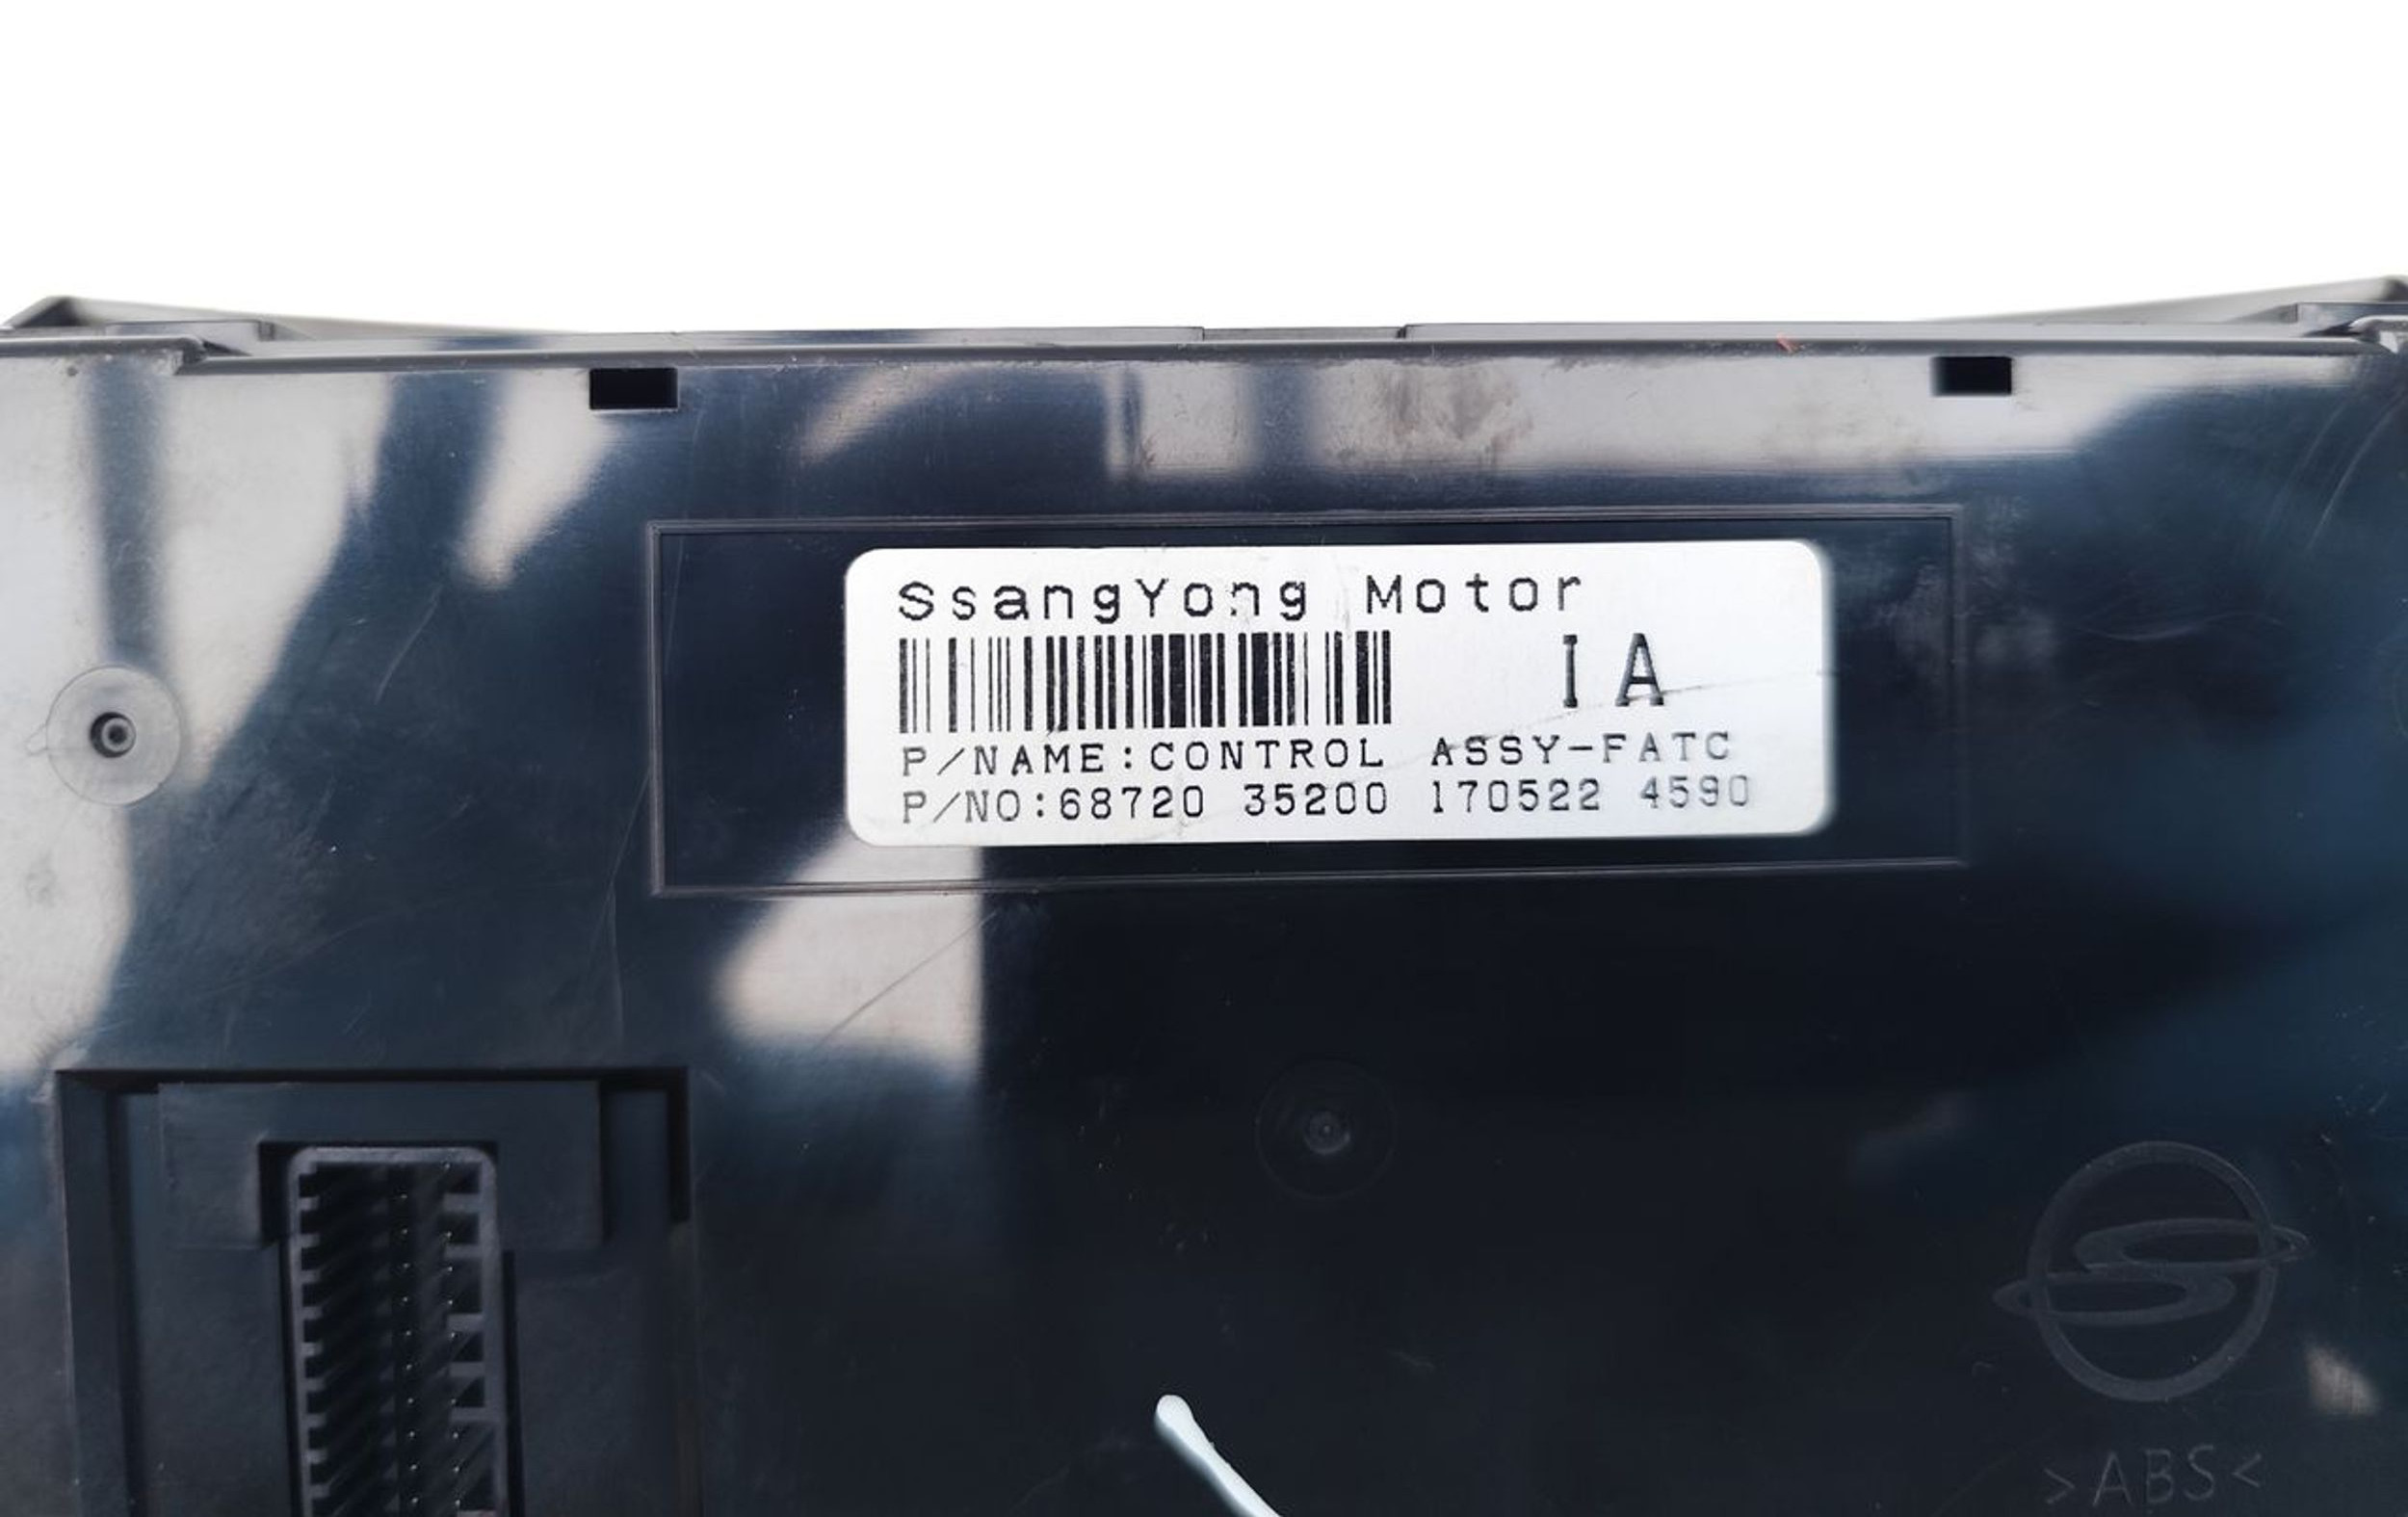 SsangYong Motor
IA
P/NAME:CONTROL ASSY-FATC
P/NO:68720 35200 170522 4590
>ABS<